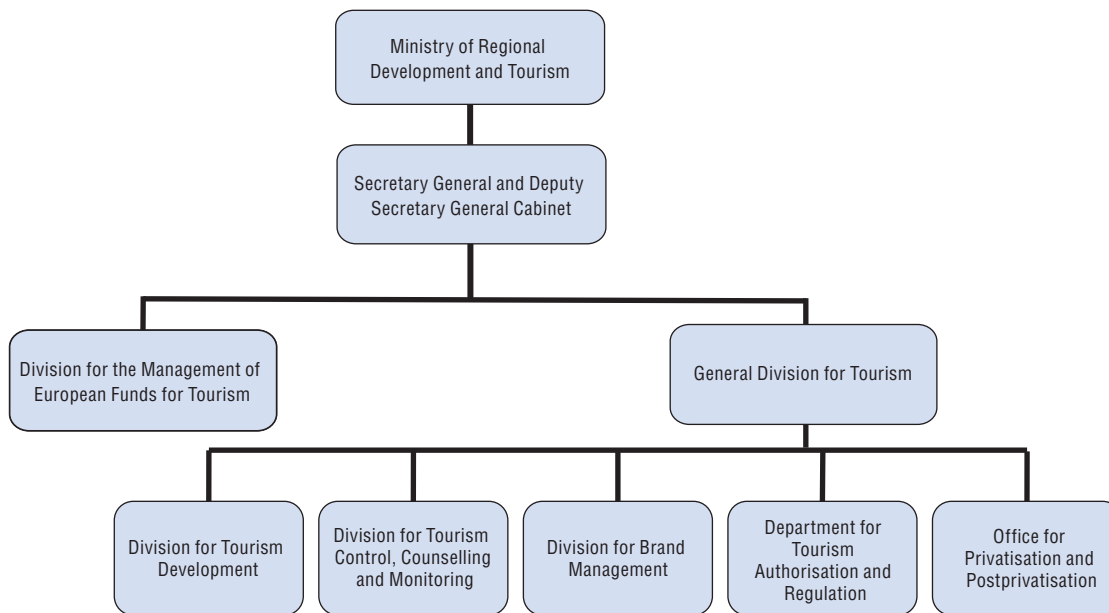 Ministry of Regional
Development and Tourism
Secretary General and Deputy
Secretary General Cabinet
Division for the Management of
European Funds for Tourism
General Division for Tourism
Division for Tourism
Development
Division for Tourism
Control, Counselling
and Monitoring
Division for Brand
Management
Department for
Tourism
Authorisation and
Regulation
Office for
Privatisation and
Postprivatisation